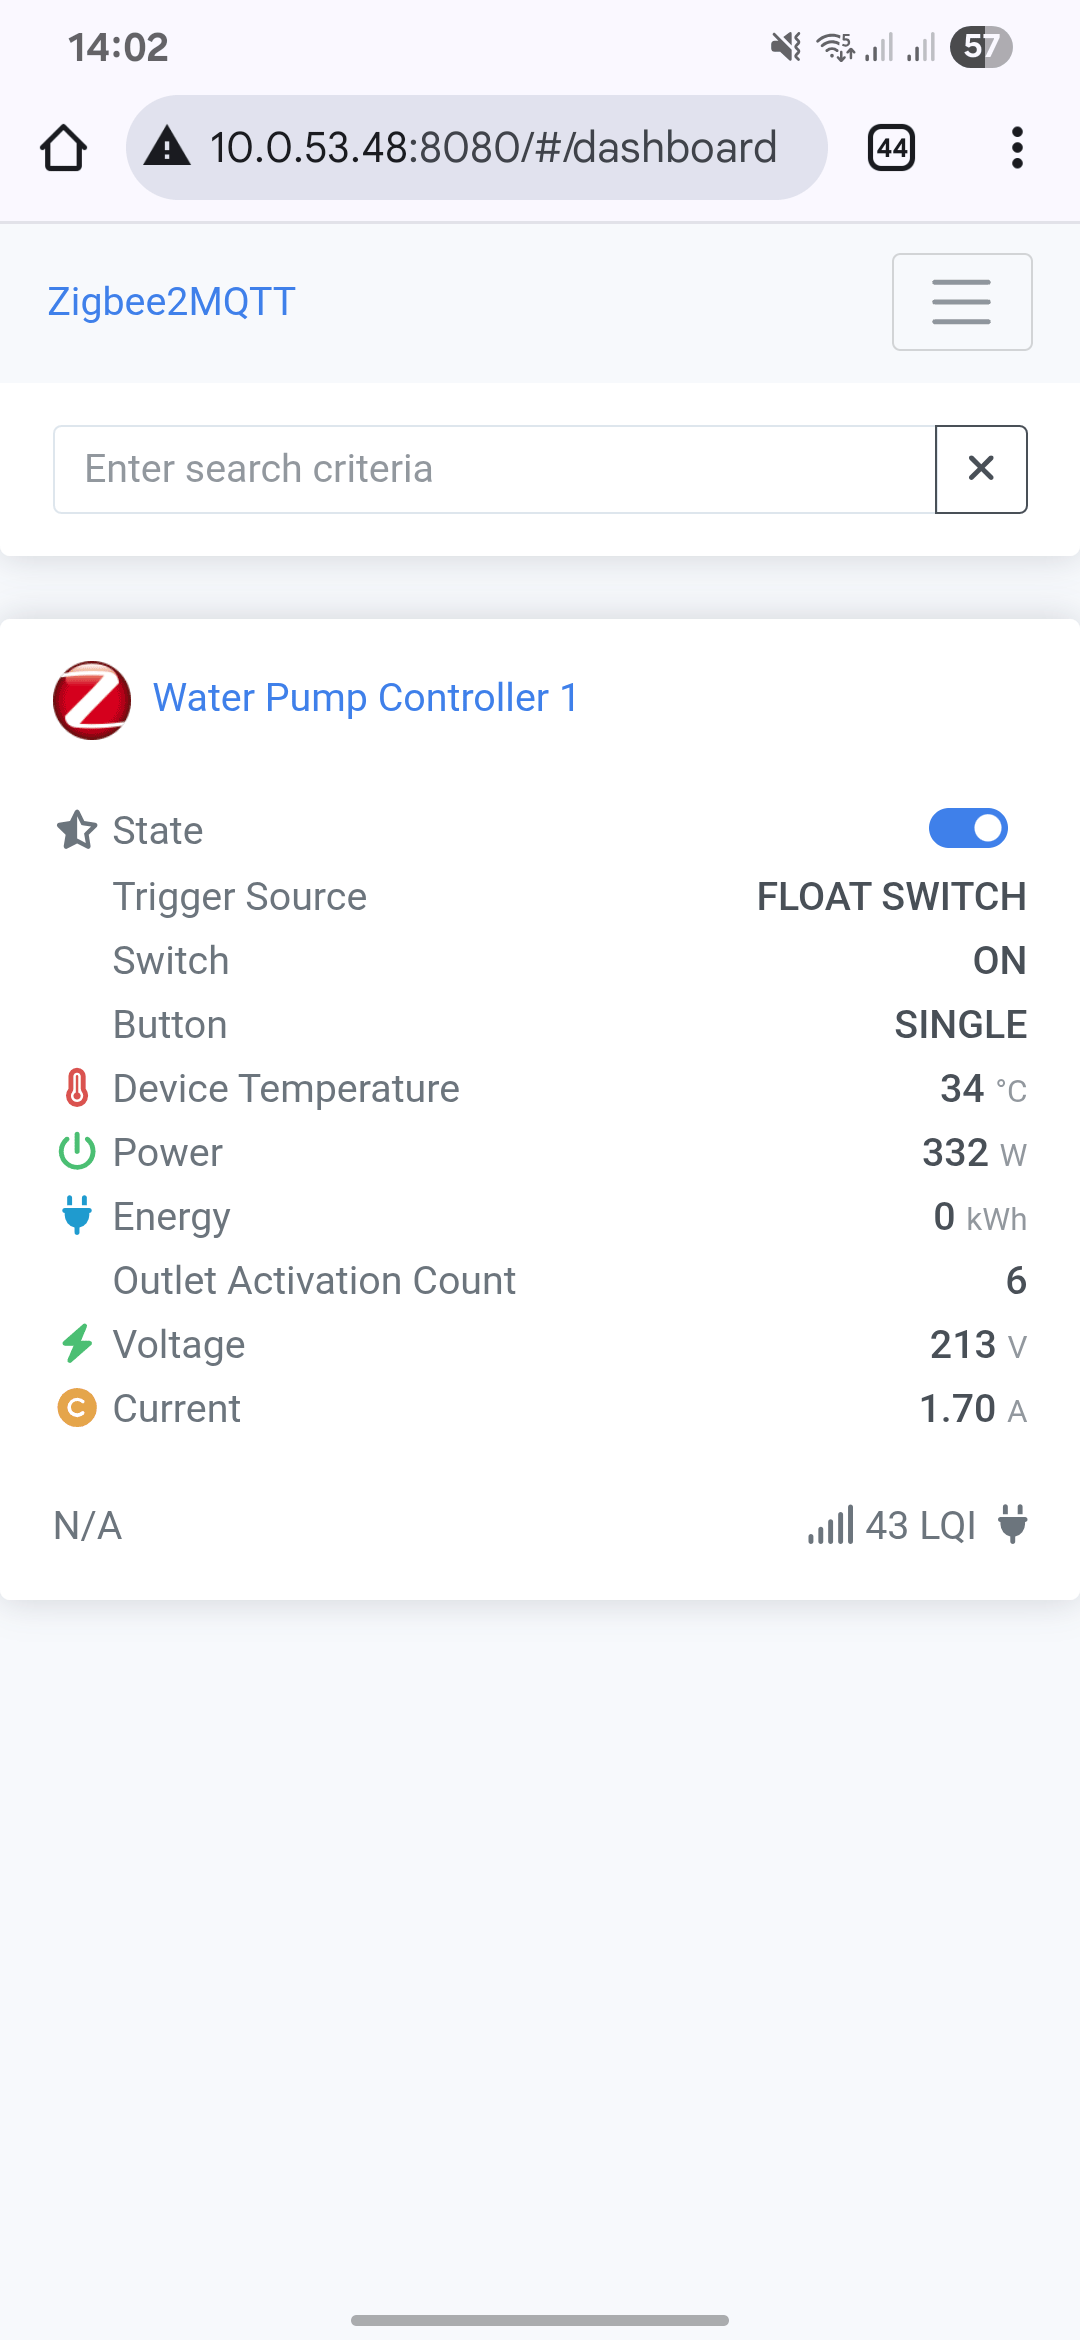 14:02
5
57
10.0.53.48:8080/#/dashboard
44
Zigbee2MQTT
Enter search criteria
Z Water Pump Controller 1
State
Trigger Source FLOAT SWITCH
Switch ON
Button SINGLE
Device Temperature 34 °C
Power 332 W
Energy 0 kWh
Outlet Activation Count 6
Voltage 213 V
C Current 1.70 A
N/A 43 LQI